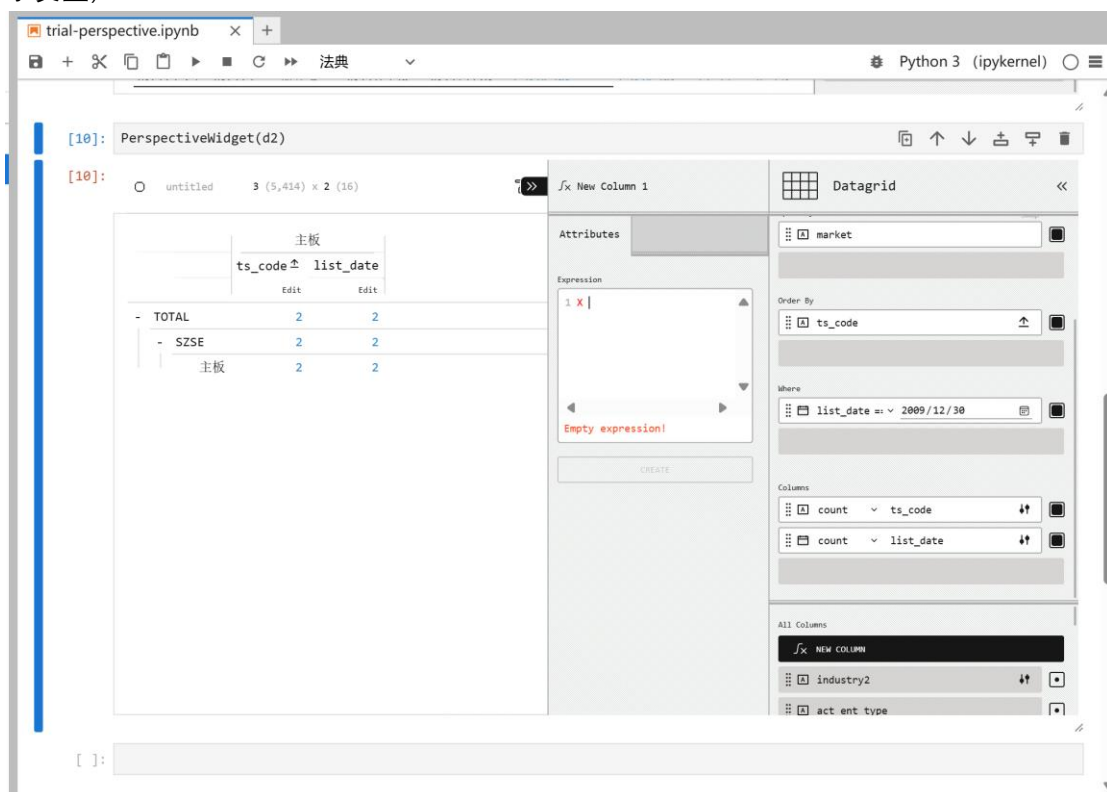 trial-perspective.ipynb
法典
Python 3 (ipykernel)
[10]: PerspectiveWidget(d2)
[10]:
untitled 3 (5,414) x 2 (16)
主板
ts_code list_date
Edit Edit
- TOTAL 2 2
- SZSE 2 2
主板 2 2
New Column 1
Attributes
Expression
1 X
Empty expression!
CREATE
Datagrid
market
Order By
ts_code
Where
list_date 2009/12/30
Columns
count ts_code
count list_date
All Columns
NEW COLUMN
industry2
act ent type
[ ]: